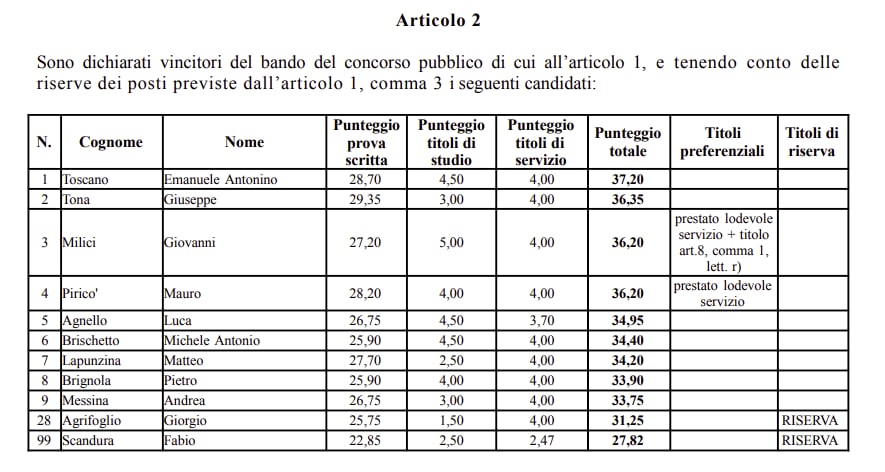 Articolo 2
Sono dichiarati vincitori del bando del concorso pubblico di cui all'articolo 1, e tenendo conto delle
riserve dei posti previste dall'articolo 1, comma 3 i seguenti candidati:
N. Cognome Nome Punteggio prova scritta Punteggio titoli di studio Punteggio titoli di servizio Punteggio totale Titoli preferenziali Titoli di riserva
1 Toscano Emanuele Antonino 28,70 4,50 4,00 37,20
2 Tona Giuseppe 29,35 3,00 4,00 36,35
3 Milici Giovanni 27,20 5,00 4,00 36,20 prestato lodevole servizio + titolo art.8, comma 1, lett. r)
4 Pirico' Mauro 28,20 4,00 4,00 36,20 prestato lodevole servizio
5 Agnello Luca 26,75 4,50 3,70 34,95
6 Brischetto Michele Antonio 25,90 4,50 4,00 34,40
7 Lapunzina Matteo 27,70 2,50 4,00 34,20
8 Brignola Pietro 25,90 4,00 4,00 33,90
9 Messina Andrea 26,75 3,00 4,00 33,75
28 Agrifoglio Giorgio 25,75 1,50 4,00 31,25 RISERVA
99 Scandura Fabio 22,85 2,50 2,47 27,82 RISERVA